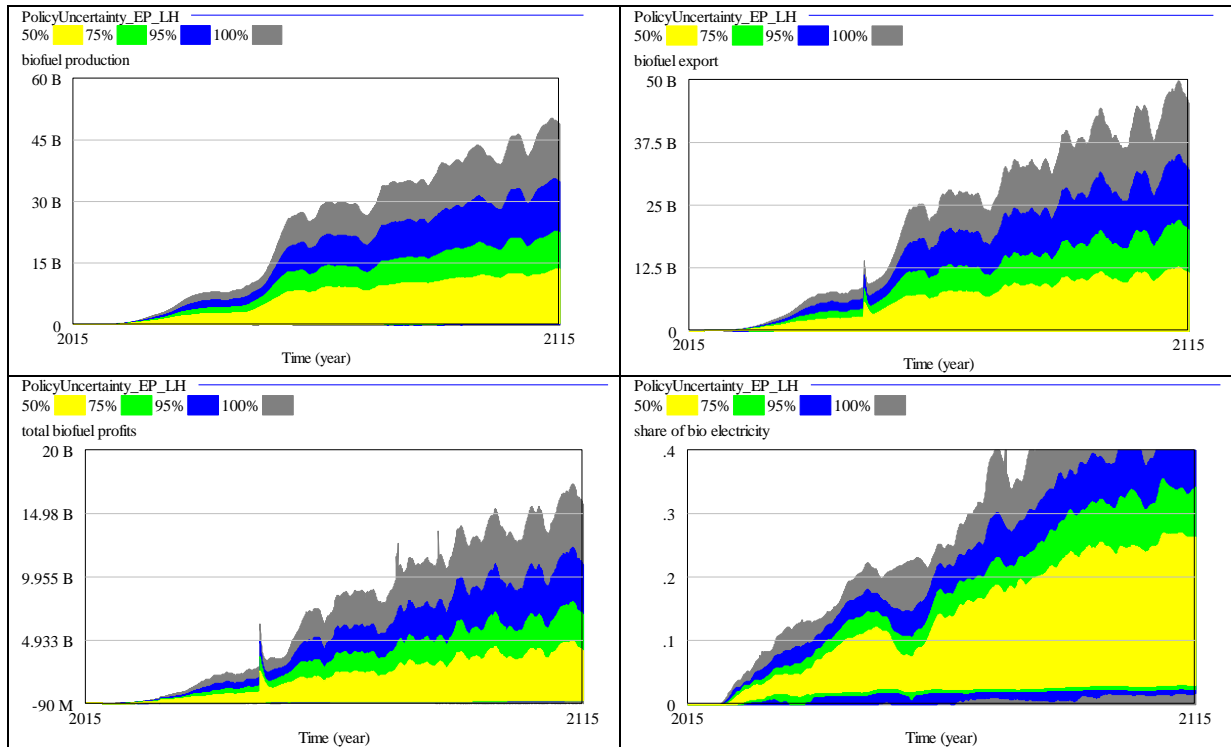 PolicyUncertainty_EP_LH
50% 75% 95% 100%
biofuel production
60 B
45 B
30 B
15 B
0
2015 2115
Time (year)
PolicyUncertainty_EP_LH
50% 75% 95% 100%
biofuel export
50 B
37.5 B
25 B
12.5 B
0
2015 2115
Time (year)
PolicyUncertainty_EP_LH
50% 75% 95% 100%
total biofuel profits
20 B
14.98 B
9.955 B
4.933 B
-90 M
2015 2115
Time (year)
PolicyUncertainty_EP_LH
50% 75% 95% 100%
share of bio electricity
.4
.3
.2
.1
0
2015 2115
Time (year)